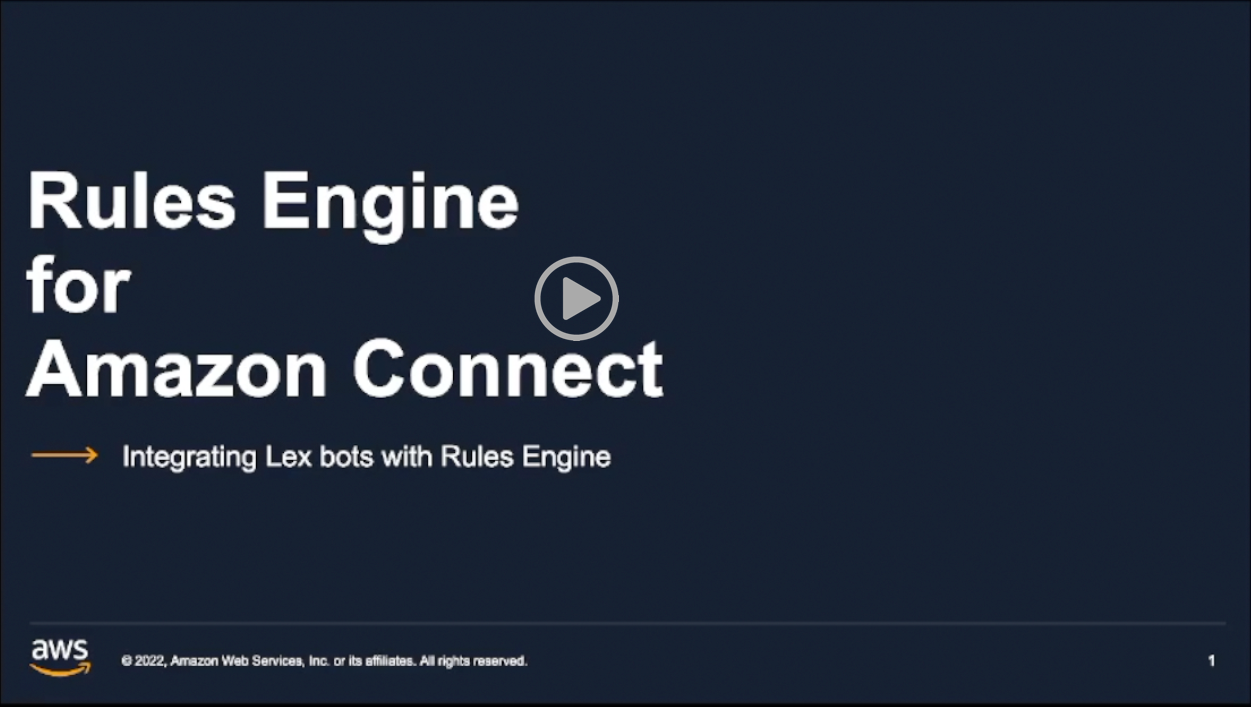 Rules Engine
for
Amazon Connect
Integrating Lex bots with Rules Engine
aws
© 2022, Amazon Web Services, Inc. or its affiliates. All rights reserved.
1